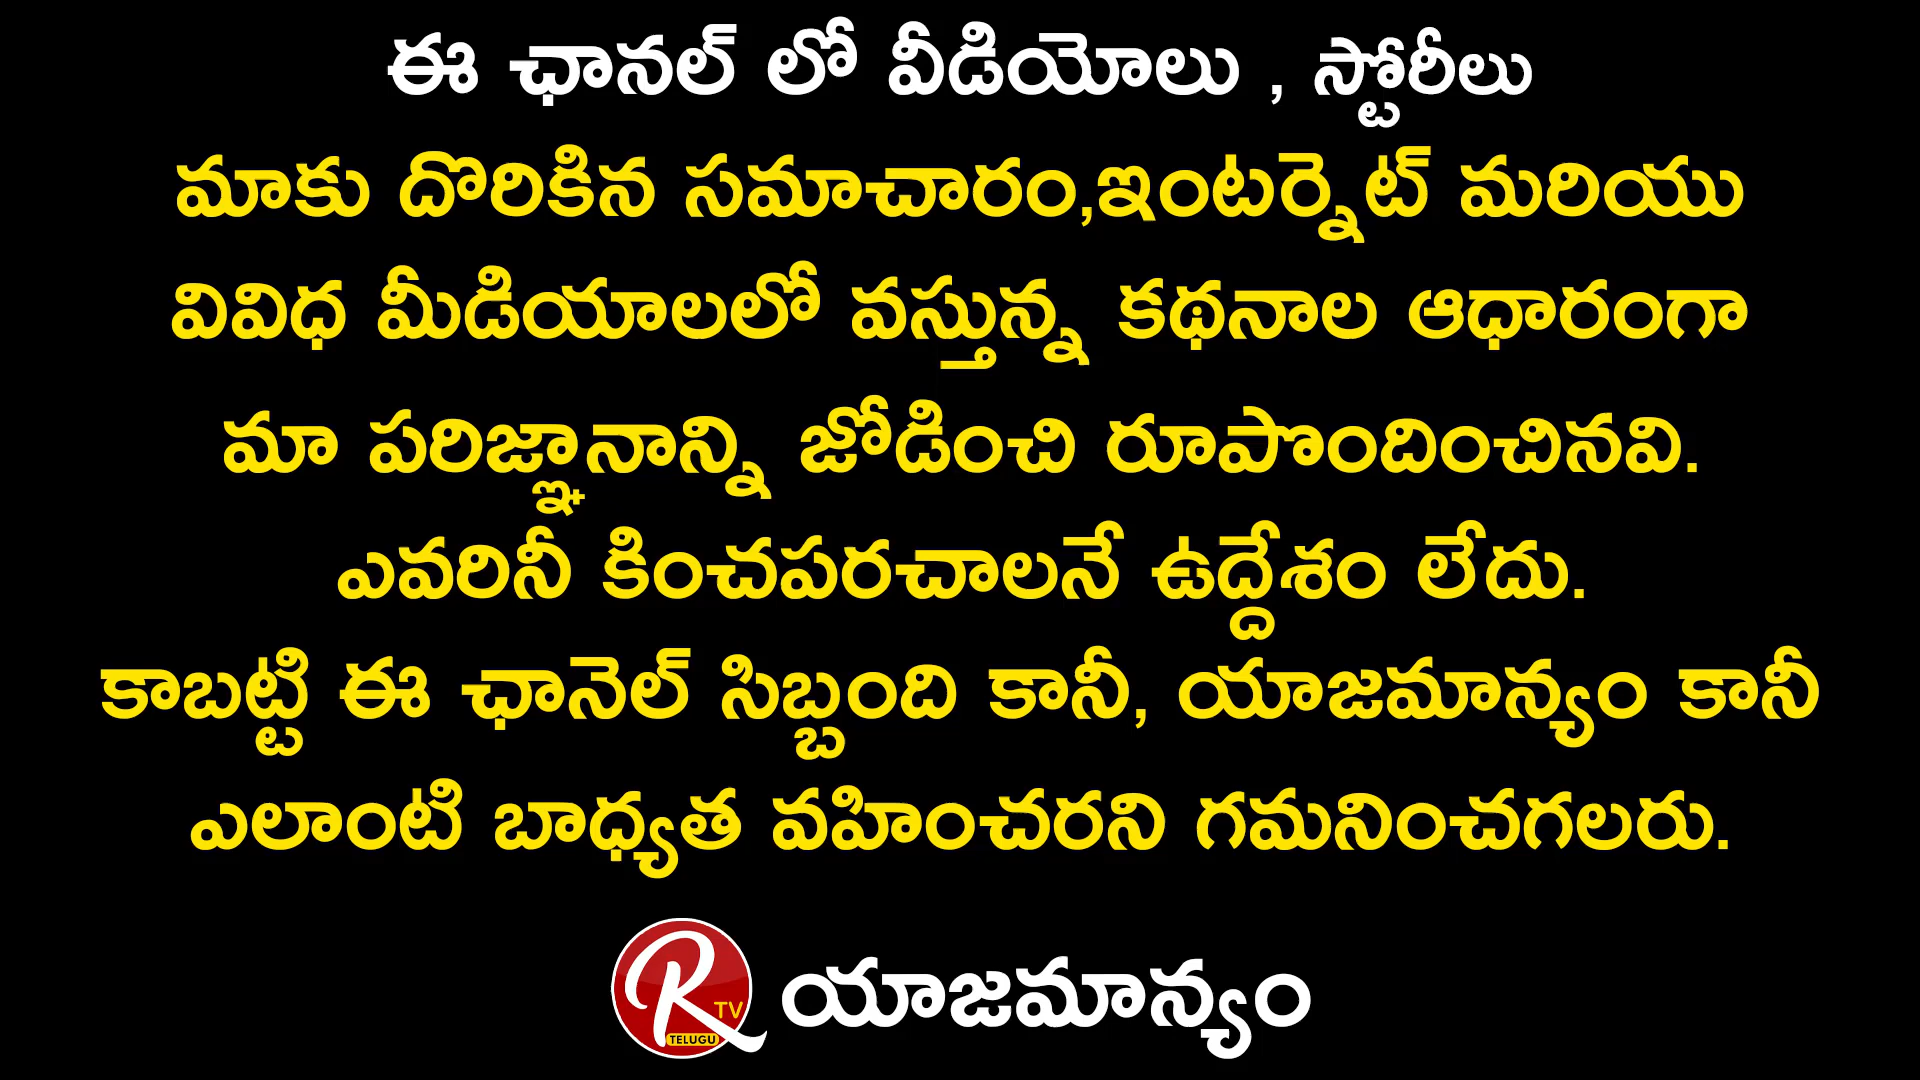 ఈ ఛానల్ లో వీడియోలు , స్టోరీలు
మాకు దొరికిన సమాచారం,ఇంటర్నెట్ మరియు
వివిధ మీడియాలలో వస్తున్న కథనాల ఆధారంగా
మా పరిజ్ఞానాన్ని జోడించి రూపొందించినవి.
ఎవరినీ కించపరచాలనే ఉద్దేశం లేదు.
కాబట్టి ఈ ఛానెల్ సిబ్బంది కానీ, యాజమాన్యం కానీ
ఎలాంటి బాధ్యత వహించరని గమనించగలరు.
R TV TELUGU యాజమాన్యం